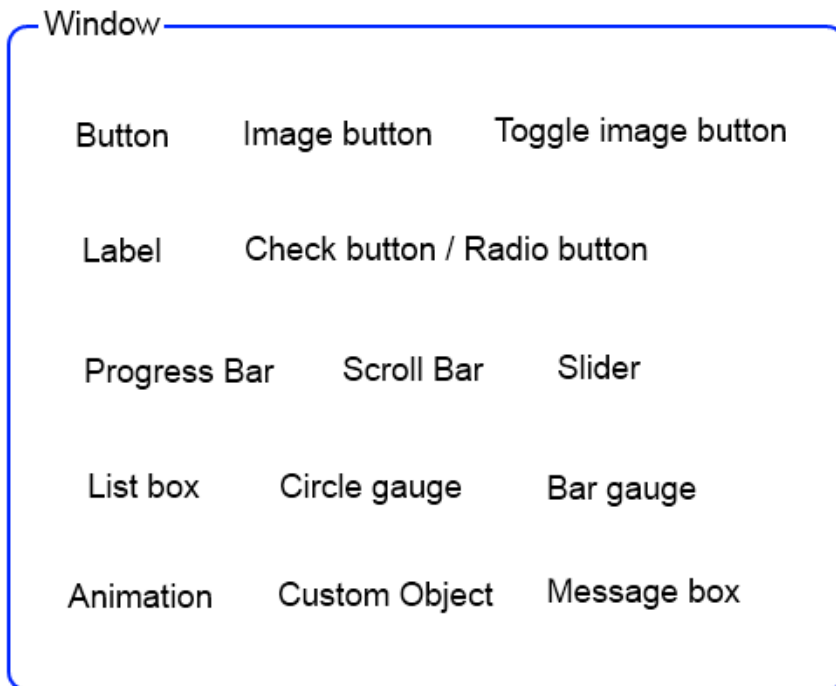 Window
Button Image button Toggle image button
Label Check button / Radio button
Progress Bar Scroll Bar Slider
List box Circle gauge Bar gauge
Animation Custom Object Message box